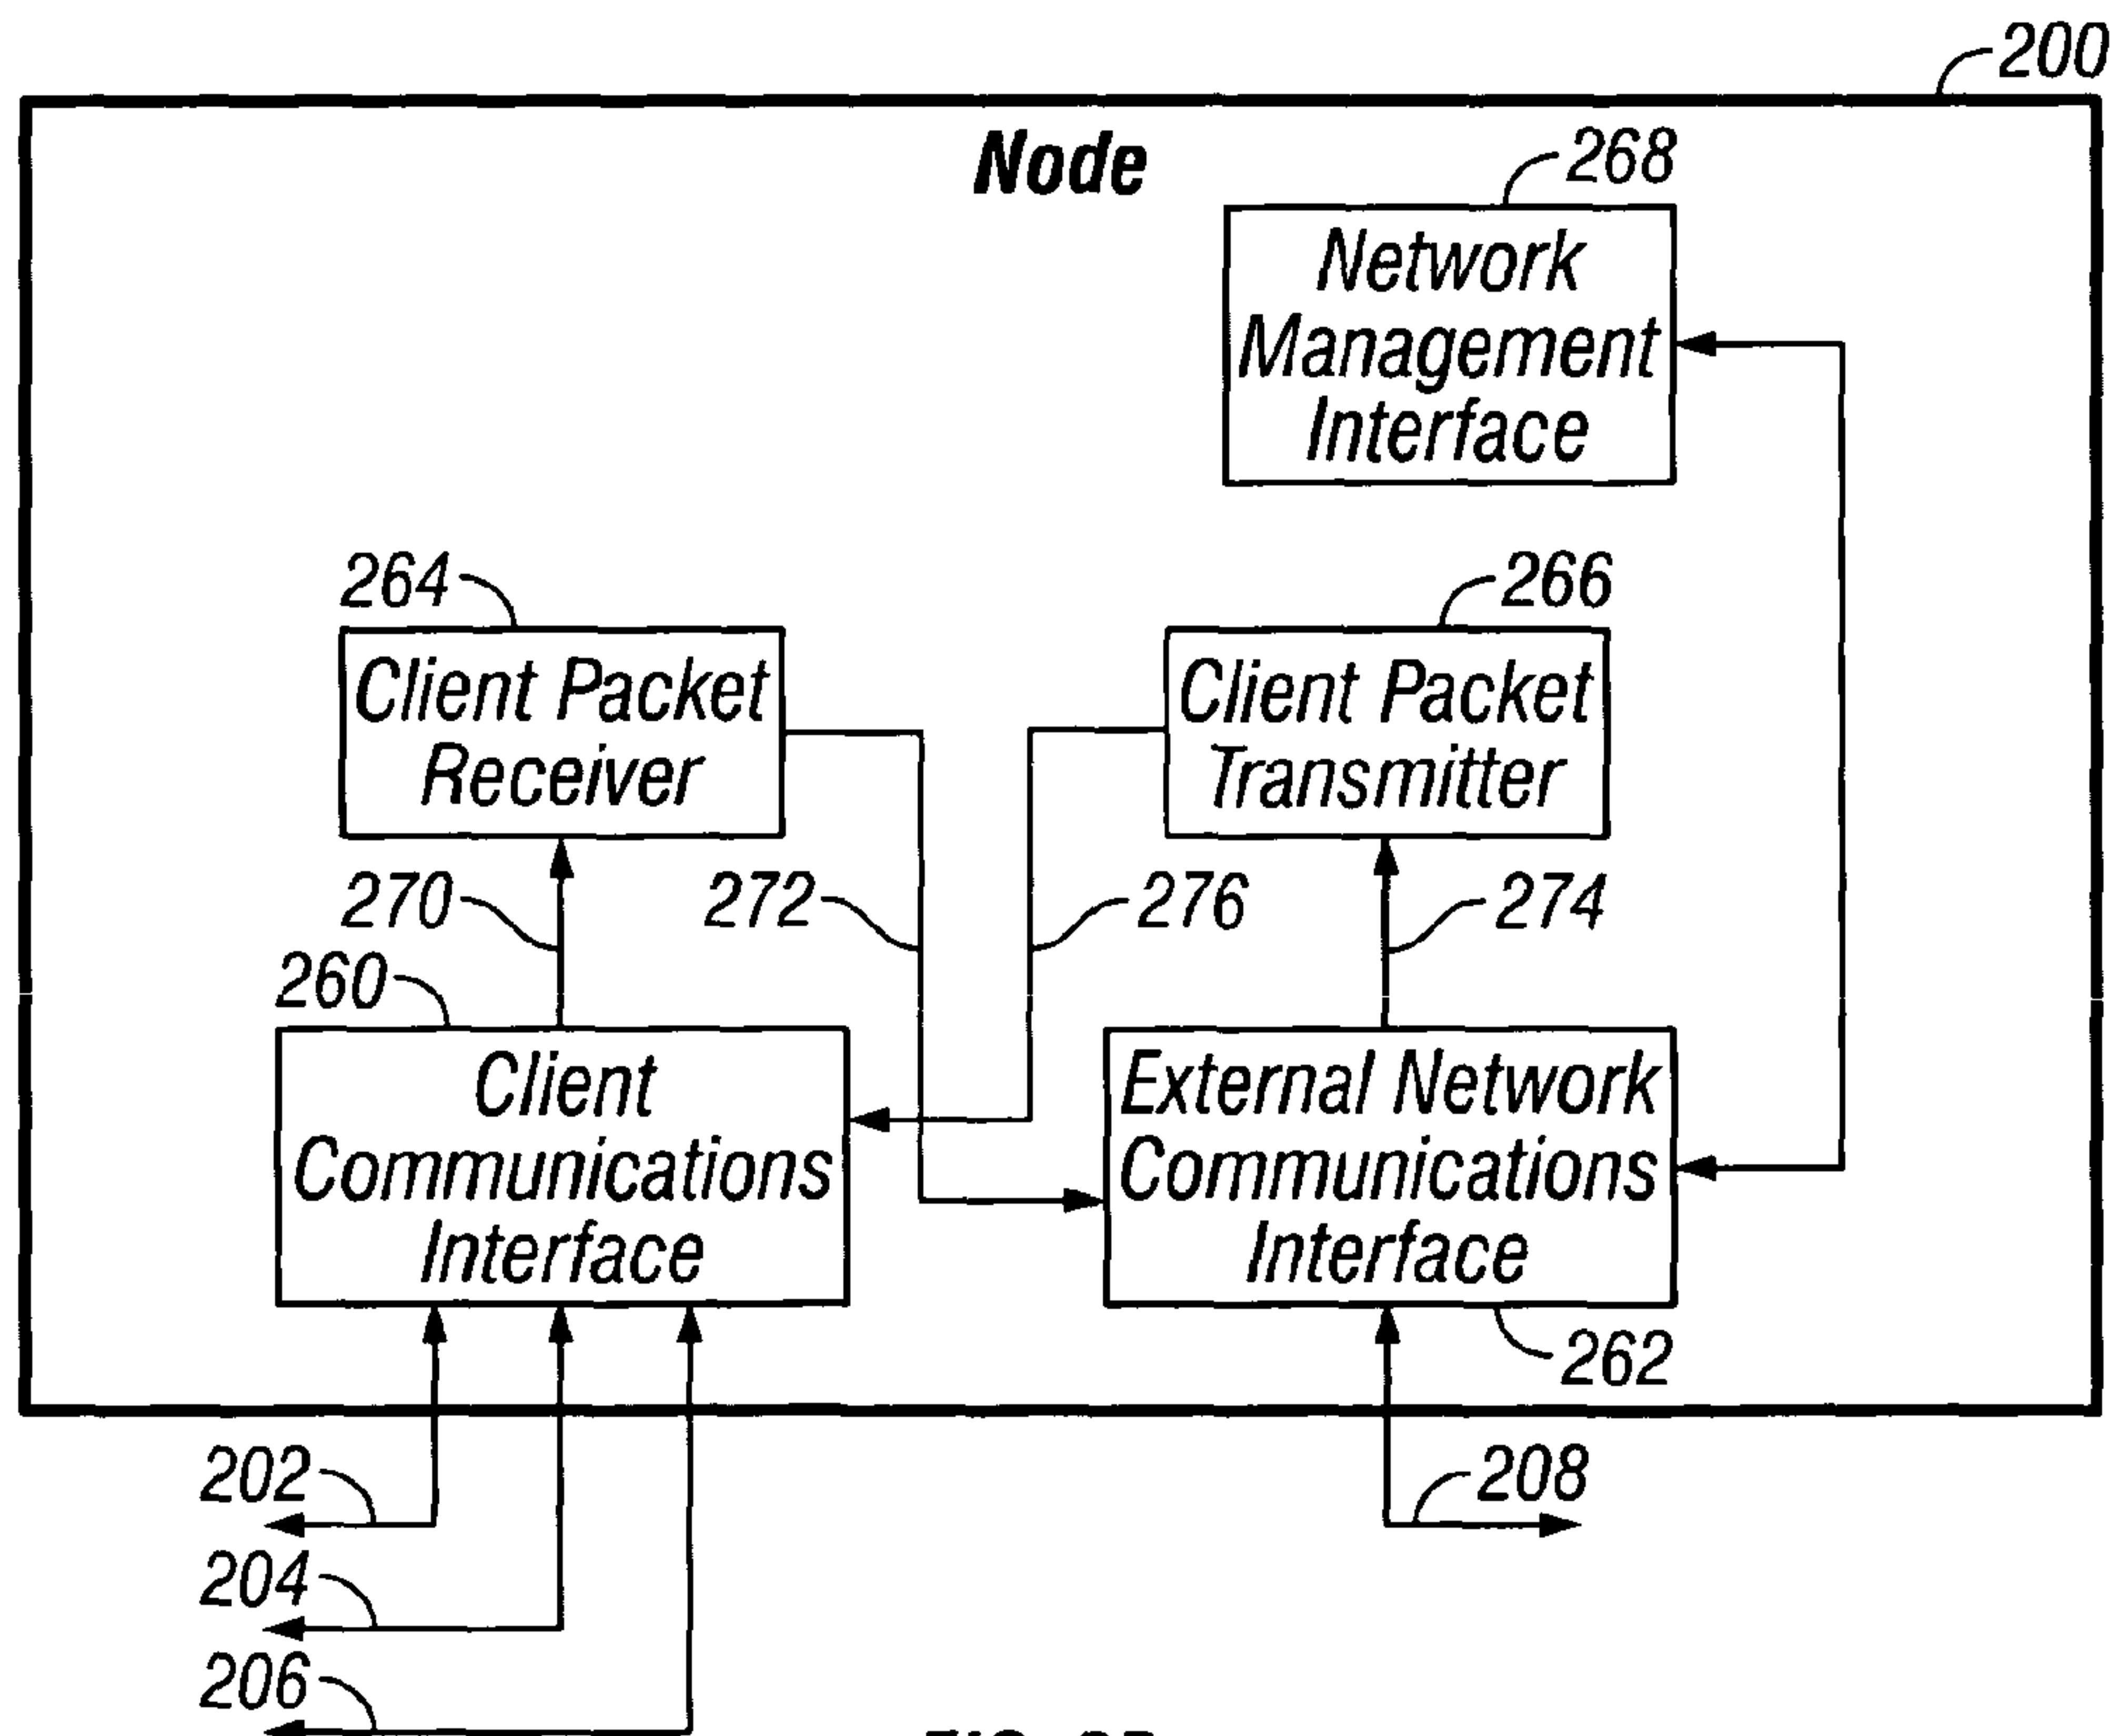 200
Node
268
Network
Management
Interface
264
266
Client Packet
Receiver
Client Packet
Transmitter
270
272
276
274
260
Client
Communications
Interface
External Network
Communications
Interface
262
202
208
204
206